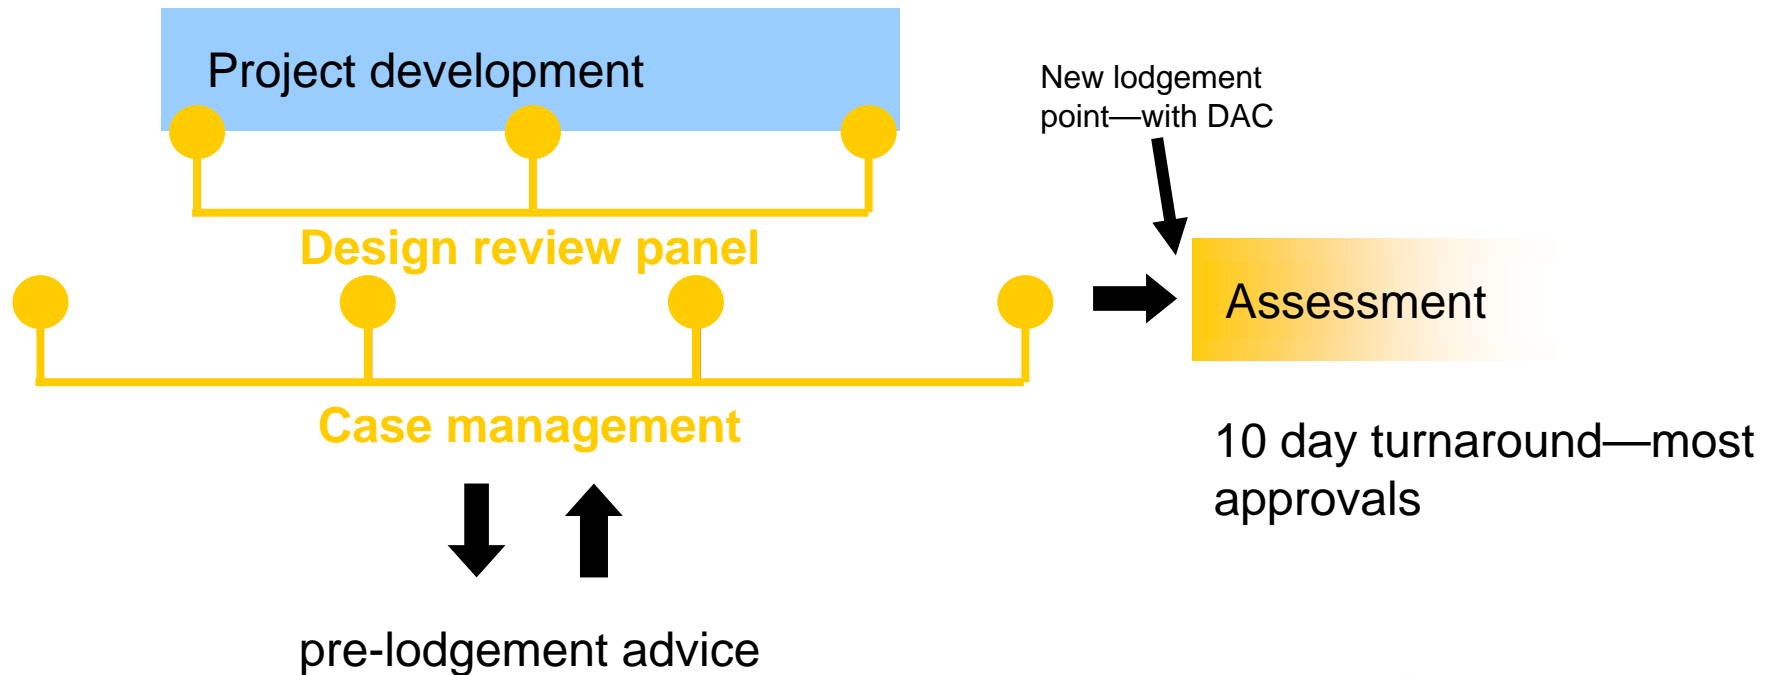 Project development
New lodgement
point—with DAC
Design review panel
Assessment
Case management
10 day turnaround—most
approvals
pre-lodgement advice